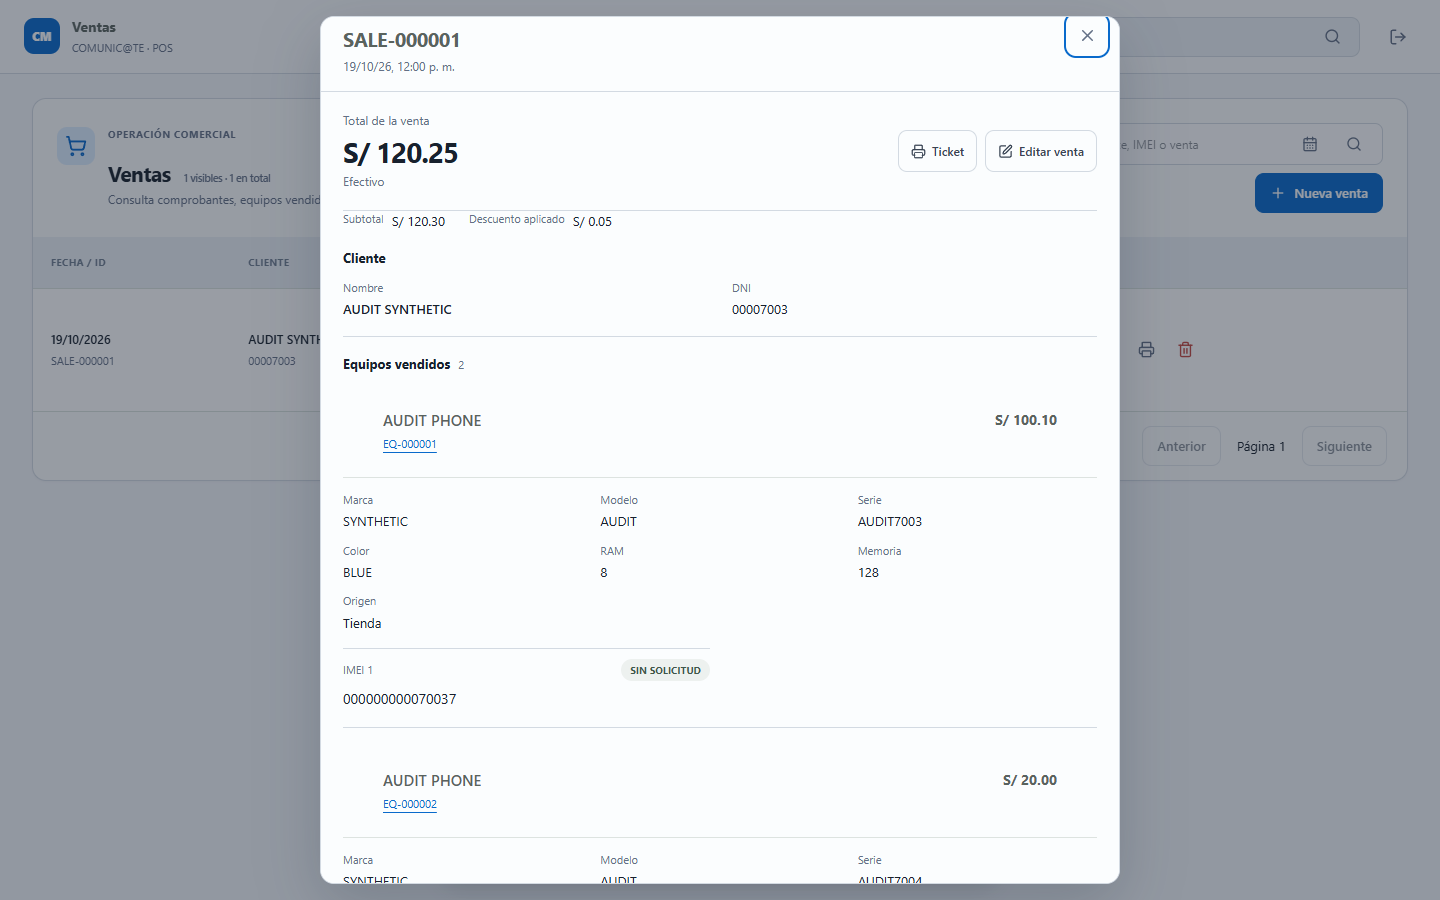 CM
Ventas
COMUNIC@TE · POS
OPERACIÓN COMERCIAL
Ventas 1 visibles · 1 en total
Consulta comprobantes, equipos vendid
IMEI o venta
Nueva venta
FECHA / ID CLIENTE
19/10/2026 AUDIT SYNTH
SALE-000001 00007003
Anterior Página 1 Siguiente
SALE-000001
19/10/26, 12:00 p. m.
Total de la venta
S/ 120.25
Efectivo
Ticket Editar venta
Subtotal S/ 120.30 Descuento aplicado S/ 0.05
Cliente
Nombre DNI
AUDIT SYNTHETIC 00007003
Equipos vendidos 2
AUDIT PHONE S/ 100.10
EQ-000001
Marca Modelo Serie
SYNTHETIC AUDIT AUDIT7003
Color RAM Memoria
BLUE 8 128
Origen
Tienda
IMEI 1 SIN SOLICITUD
000000000070037
AUDIT PHONE S/ 20.00
EQ-000002
Marca Modelo Serie
SYNTHETIC AUDIT AUDIT7004